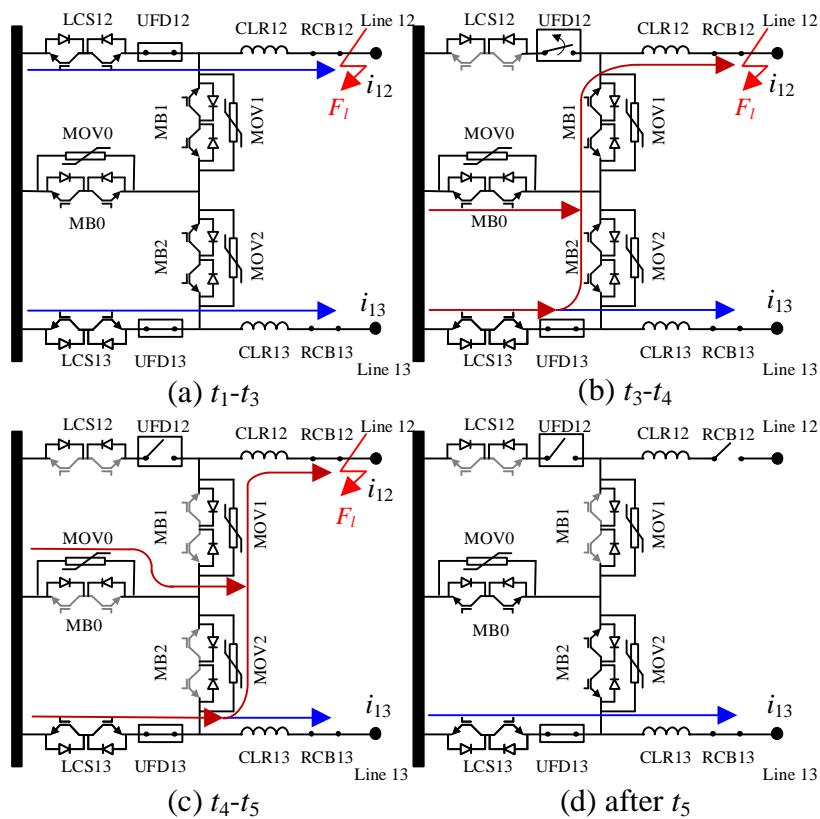 LCS12 UFD12 CLR12 RCB12 Line 12
i12
Fl
MB1 MOV1
MOV0
MB0
MB2 MOV2
i13
LCS13 UFD13 CLR13 RCB13
Line 13
(a) t1-t3
LCS12 UFD12 CLR12 RCB12 Line 12
i12
Fl
MB1 MOV1
MOV0
MB0
MB2 MOV2
i13
LCS13 UFD13 CLR13 RCB13
Line 13
(b) t3-t4
LCS12 UFD12 CLR12 RCB12 Line 12
i12
Fl
MB1 MOV1
MOV0
MB0
MB2 MOV2
i13
LCS13 UFD13 CLR13 RCB13
Line 13
(c) t4-t5
LCS12 UFD12 CLR12 RCB12 Line 12
MB1 MOV1
MOV0
MB0
MB2 MOV2
i13
LCS13 UFD13 CLR13 RCB13
Line 13
(d) after t5